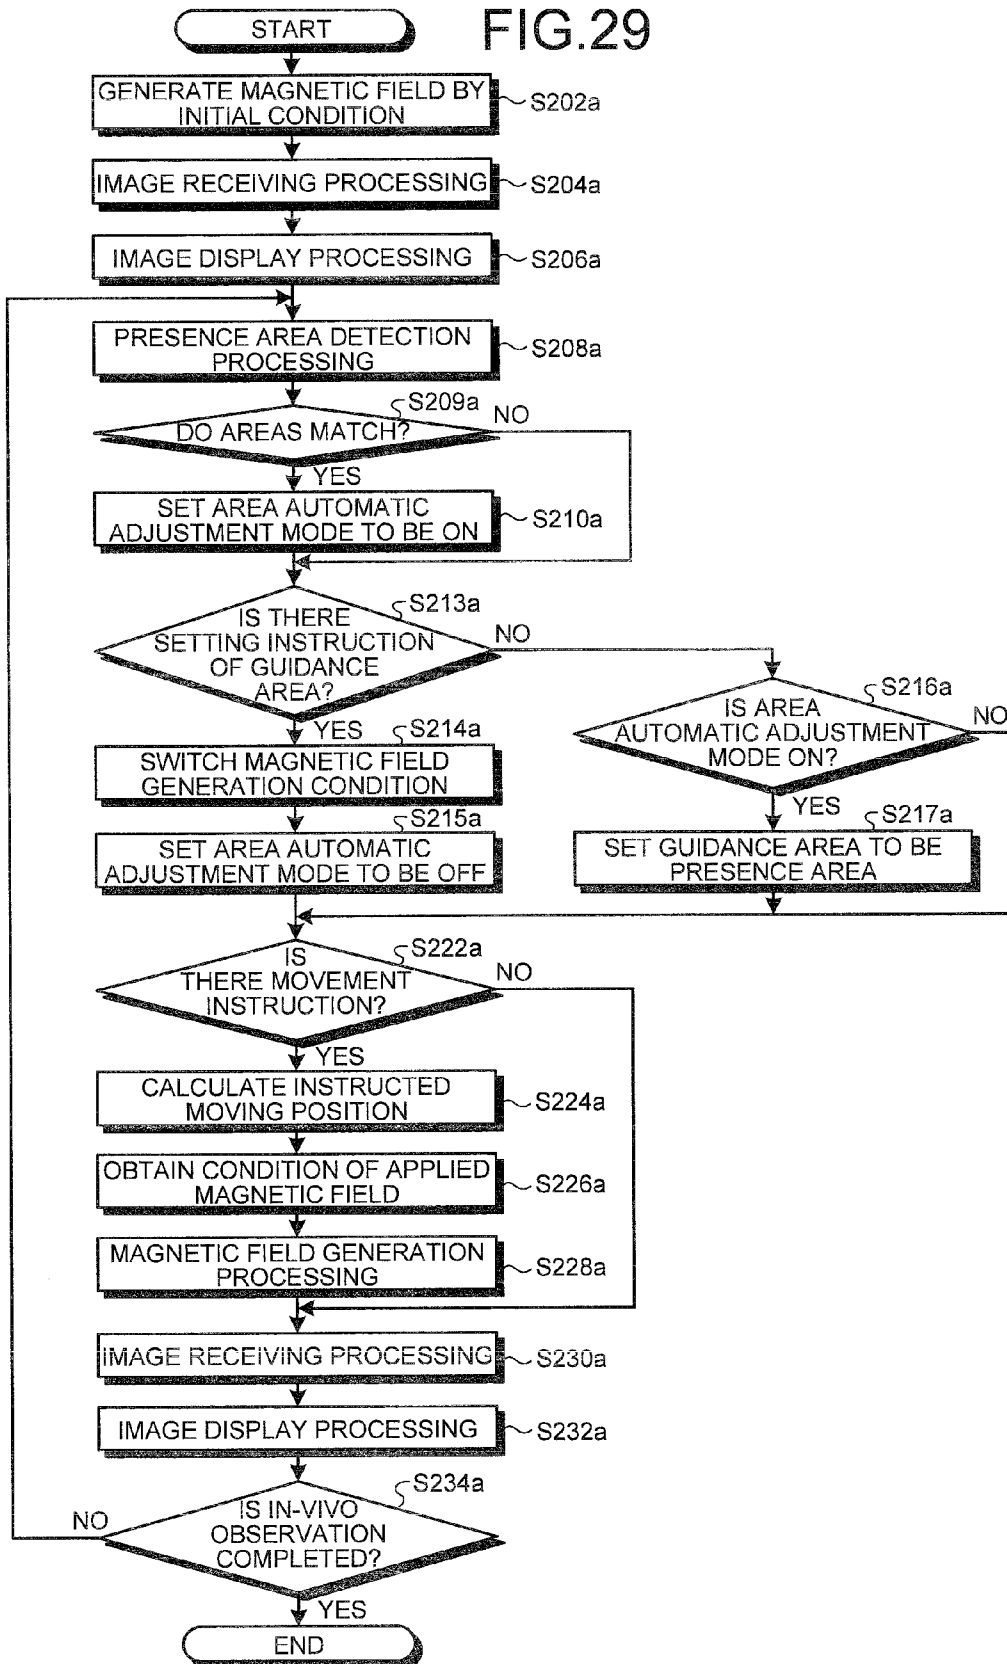 FIG.29
START
GENERATE MAGNETIC FIELD BY
INITIAL CONDITION
S202a
IMAGE RECEIVING PROCESSING
S204a
IMAGE DISPLAY PROCESSING
S206a
PRESENCE AREA DETECTION
PROCESSING
S208a
S209a
DO AREAS MATCH?
NO
YES
SET AREA AUTOMATIC
ADJUSTMENT MODE TO BE ON
S210a
S213a
IS THERE
SETTING INSTRUCTION
OF GUIDANCE
AREA?
NO
YES
S216a
IS AREA
AUTOMATIC ADJUSTMENT
MODE ON?
NO
YES
S214a
SWITCH MAGNETIC FIELD
GENERATION CONDITION
S215a
SET AREA AUTOMATIC
ADJUSTMENT MODE TO BE OFF
S217a
SET GUIDANCE AREA TO BE
PRESENCE AREA
S222a
IS
THERE MOVEMENT
INSTRUCTION?
NO
YES
CALCULATE INSTRUCTED
MOVING POSITION
S224a
OBTAIN CONDITION OF APPLIED
MAGNETIC FIELD
S226a
MAGNETIC FIELD GENERATION
PROCESSING
S228a
IMAGE RECEIVING PROCESSING
S230a
IMAGE DISPLAY PROCESSING
S232a
S234a
IS IN-VIVO
OBSERVATION
COMPLETED?
NO
YES
END